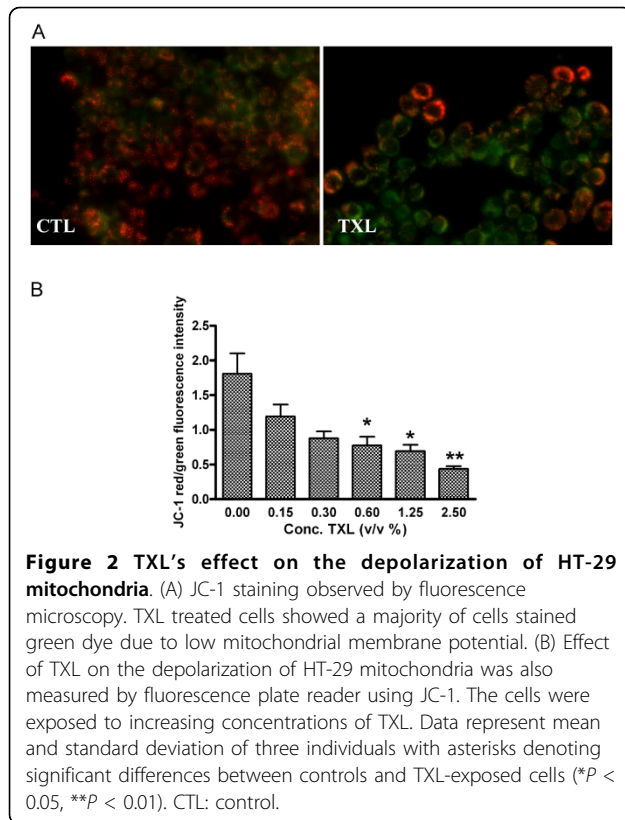 A
CTL
TXL
B
JC-1 red/green fluorescence intensity
2.5
2.0
1.5
1.0
0.5
0.0
*
*
**
0.00 0.15 0.30 0.60 1.25 2.50
Conc. TXL (v/v %)
Figure 2 TXL's effect on the depolarization of HT-29
mitochondria. (A) JC-1 staining observed by fluorescence
microscopy. TXL treated cells showed a majority of cells stained
green dye due to low mitochondrial membrane potential. (B) Effect
of TXL on the depolarization of HT-29 mitochondria was also
measured by fluorescence plate reader using JC-1. The cells were
exposed to increasing concentrations of TXL. Data represent mean
and standard deviation of three individuals with asterisks denoting
significant differences between controls and TXL-exposed cells (*P <
0.05, **P < 0.01). CTL: control.